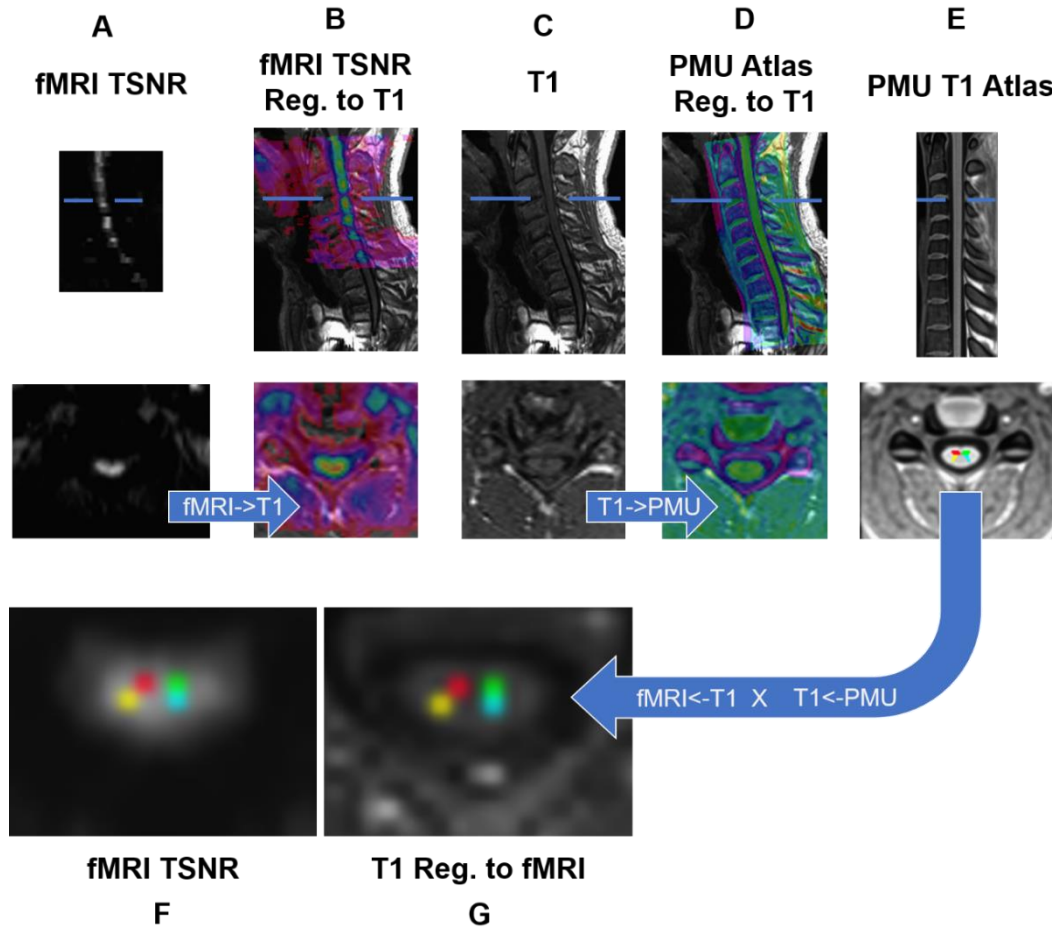 A
B
C
D
E
fMRI TSNR
fMRI TSNR
Reg. to T1
T1
PMU Atlas
Reg. to T1
PMU T1 Atlas
fMRI->T1
T1->PMU
fMRI<-T1 X T1<-PMU
fMRI TSNR
T1 Reg. to fMRI
F
G